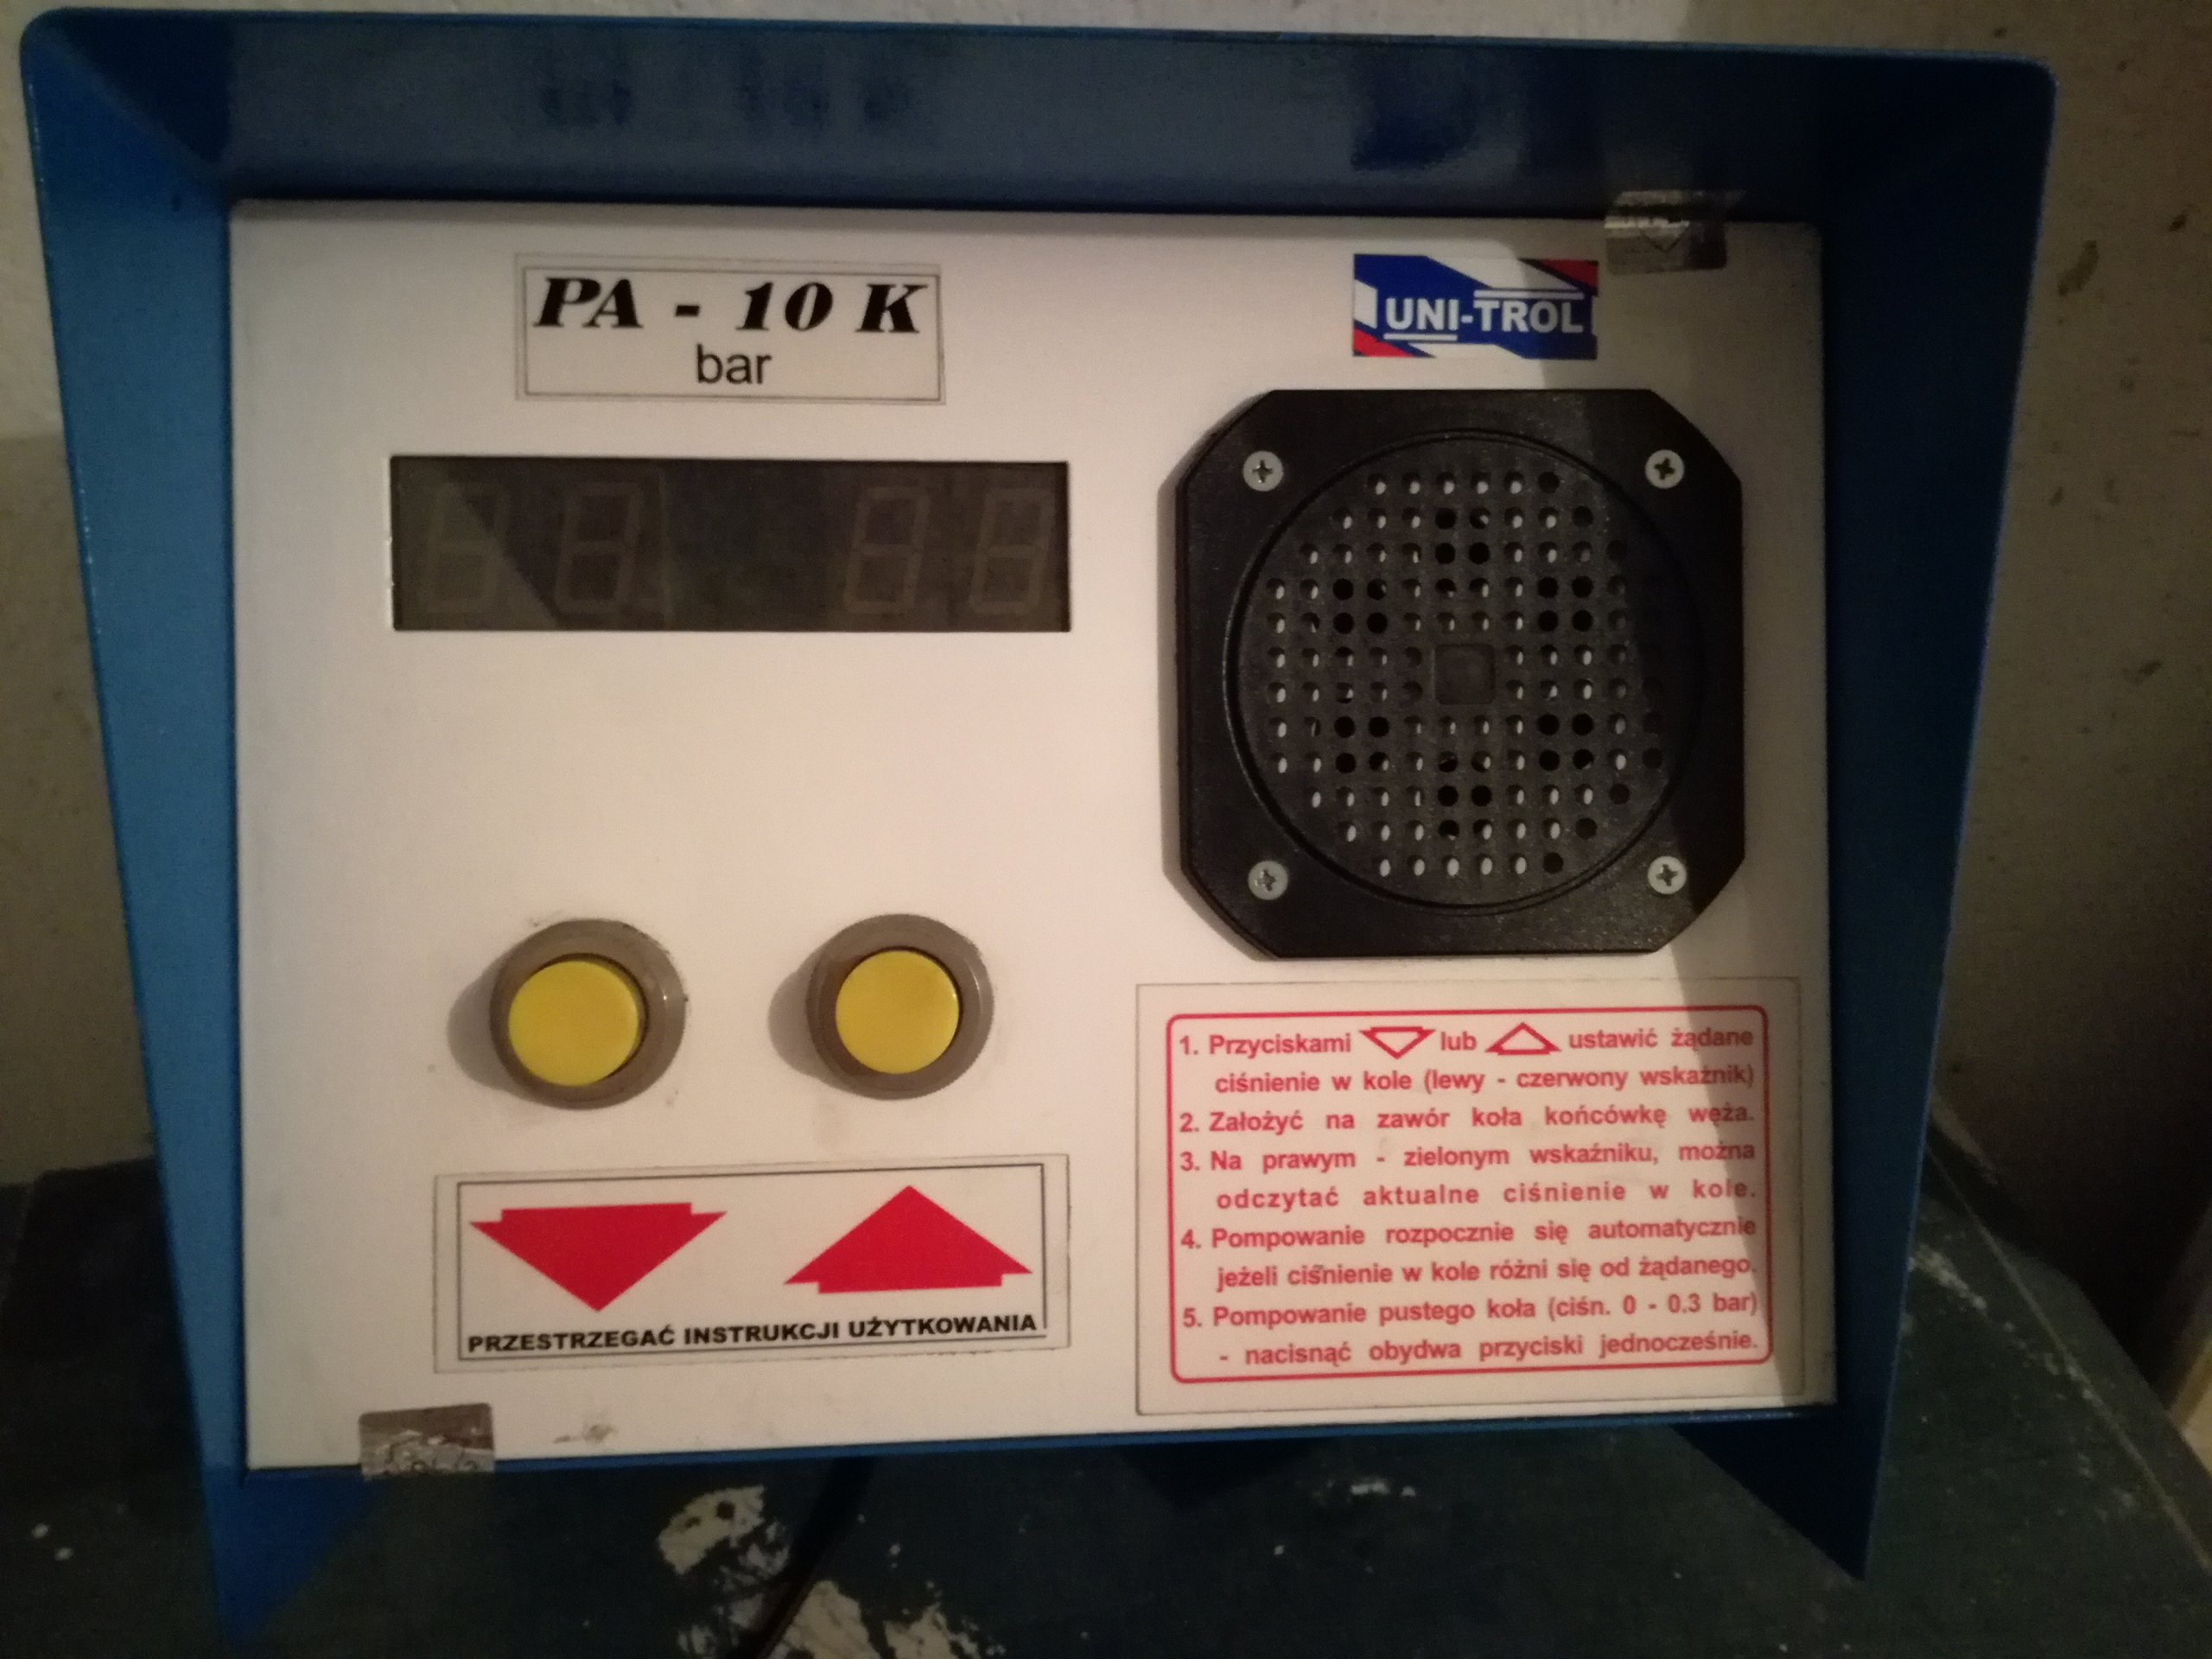 PA - 10 K
bar
UNI-TROL
1. Przyciskami lub ustawić żądane
ciśnienie w kole (lewy - czerwony wskaźnik)
2. Założyć na zawór koła końcówkę węża.
3. Na prawym - zielonym wskaźniku, można
odczytać aktualne ciśnienie w kole.
4. Pompowanie rozpocznie się automatycznie
jeżeli ciśnienie w kole różni się od żądanego.
5. Pompowanie pustego koła (ciśn. 0 - 0.3 bar)
- nacisnąć obydwa przyciski jednocześnie.
PRZESTRZEGAĆ INSTRUKCJI UŻYTKOWANIA